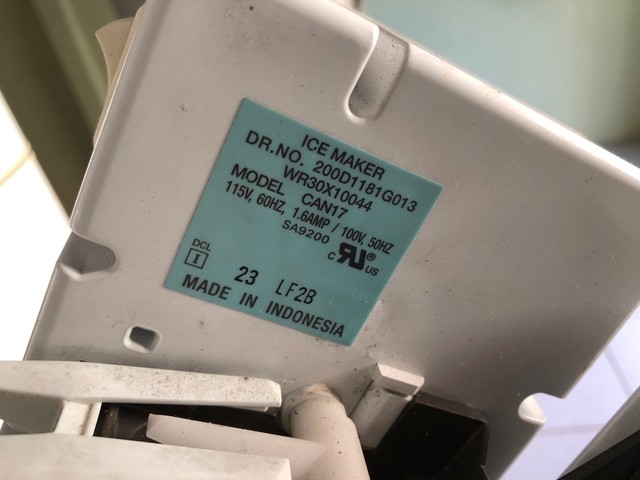 ICE MAKER
DR.NO. 200D1181G013
WR30X10044
MODEL CAN17
115V, 60HZ, 1.6AMP / 100V, 50HZ
SA9200
C RU® US
DCL
I
23 LF2B
MADE IN INDONESIA